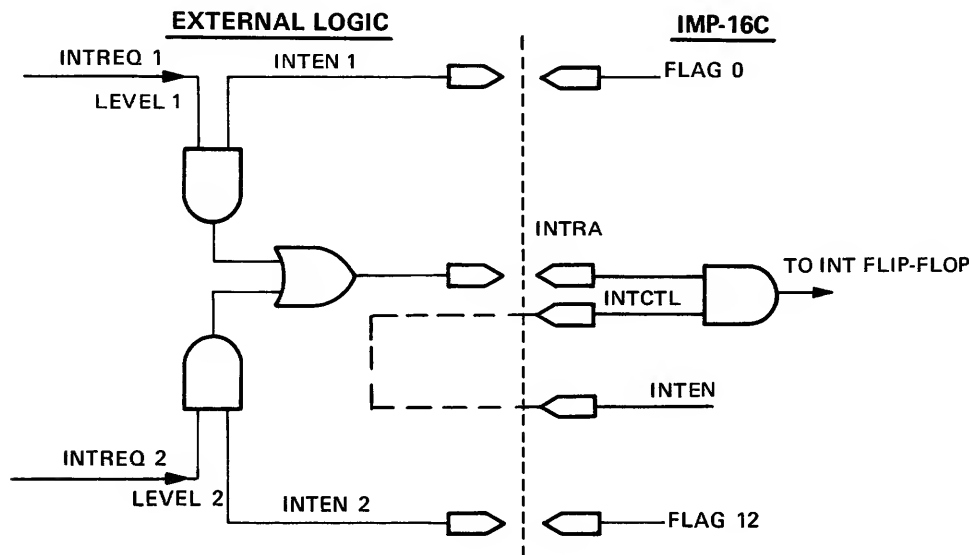 EXTERNAL LOGIC
IMP-16C
INTREQ 1
INTEN 1
FLAG 0
LEVEL 1
INTRA
TO INT FLIP-FLOP
INTCTL
INTEN
INTREQ 2
LEVEL 2
INTEN 2
FLAG 12